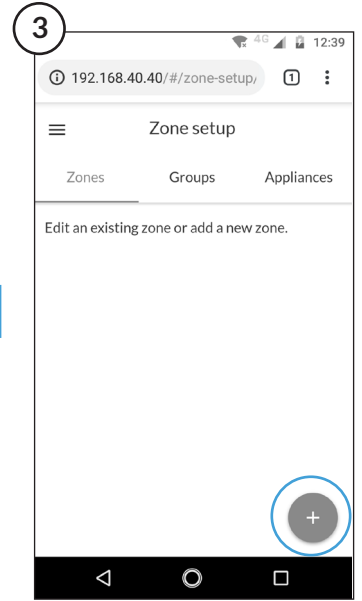 3
4G 12:39
192.168.40.40/#/zone-setup/ 1
Zone setup
Zones Groups Appliances
Edit an existing zone or add a new zone.
+